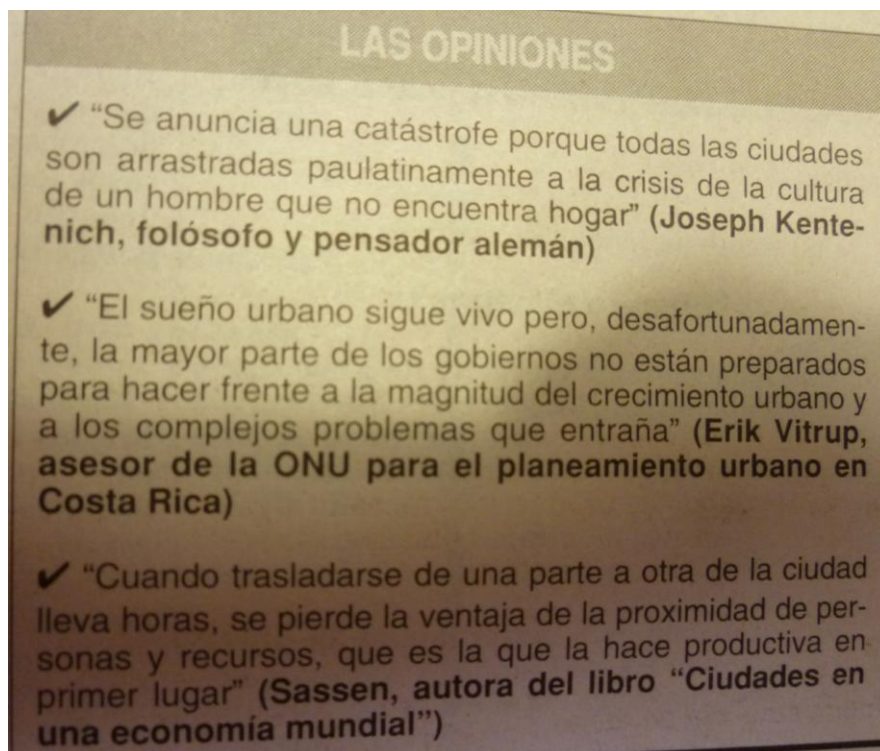 LAS OPINIONES
✔ “Se anuncia una catástrofe porque todas las ciudades
son arrastradas paulatinamente a la crisis de la cultura
de un hombre que no encuentra hogar” (Joseph Kente-
nich, folósofo y pensador alemán)
✔ “El sueño urbano sigue vivo pero, desafortunadamen-
te, la mayor parte de los gobiernos no están preparados
para hacer frente a la magnitud del crecimiento urbano y
a los complejos problemas que entraña” (Erik Vitrup,
asesor de la ONU para el planeamiento urbano en
Costa Rica)
✔ “Cuando trasladarse de una parte a otra de la ciudad
lleva horas, se pierde la ventaja de la proximidad de per-
sonas y recursos, que es la que la hace productiva en
primer lugar” (Sassen, autora del libro “Ciudades en
una economía mundial”)